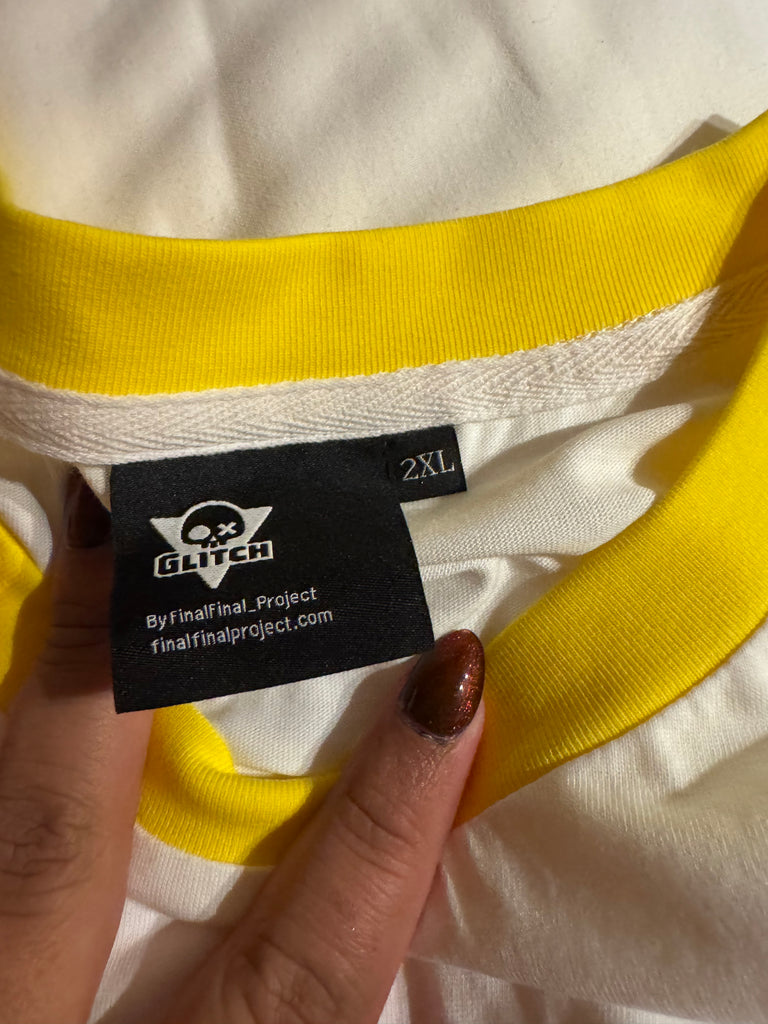 2XL
GLITCH
By FinalFinal_Project
finalfinalproject.com